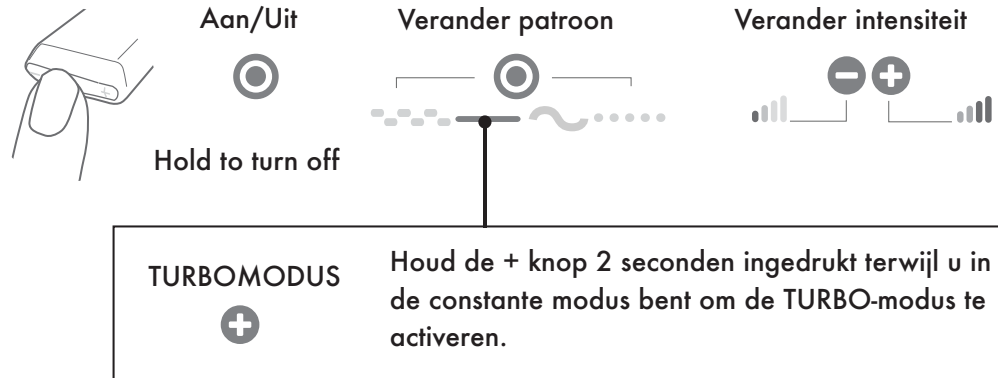 Aan/Uit
Verander patroon
Verander intensiteit
Hold to turn off
TURBOMODUS
Houd de + knop 2 seconden ingedrukt terwijl u in
de constante modus bent om de TURBO-modus te
activeren.